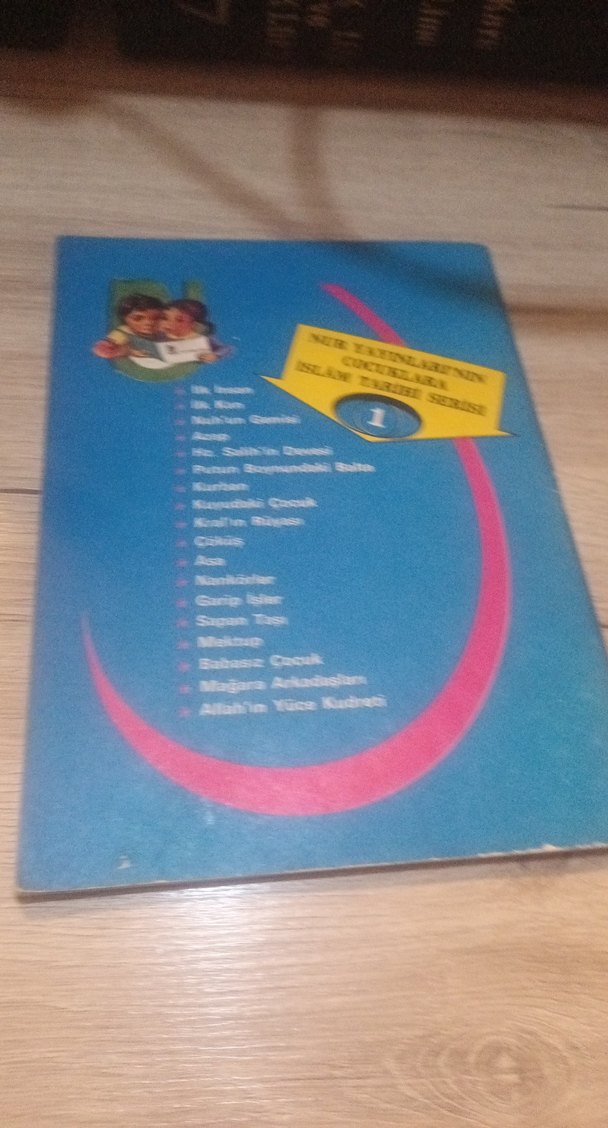 NUR YAYINLARI'NIN
ÇOCUKLARA
İSLÂM TARİHİ SERİSİ
1
İlk İnsan
İlk Kan
Nuh'un Gemisi
Azap
Hz. Salih'in Devesi
Putun Boynundaki Balta
Kurban
Kuyudaki Çocuk
Kral'ın Rüyası
Çöküş
Asa
Nankörler
Garip İşler
Sapan Taşı
Mektup
Babasız Çocuk
Mağara Arkadaşları
Allah'ın Yüce Kudreti